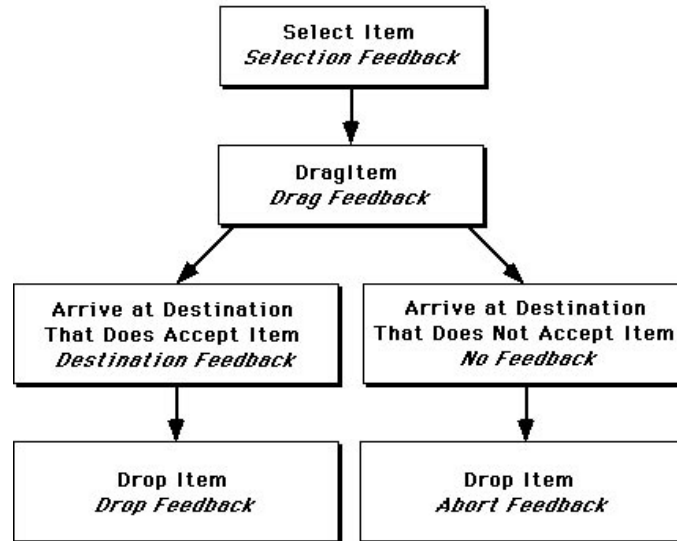 Select Item
Selection Feedback
DragItem
Drag Feedback
Arrive at Destination
That Does Accept Item
Destination Feedback
Arrive at Destination
That Does Not Accept Item
No Feedback
Drop Item
Drop Feedback
Drop Item
Abort Feedback